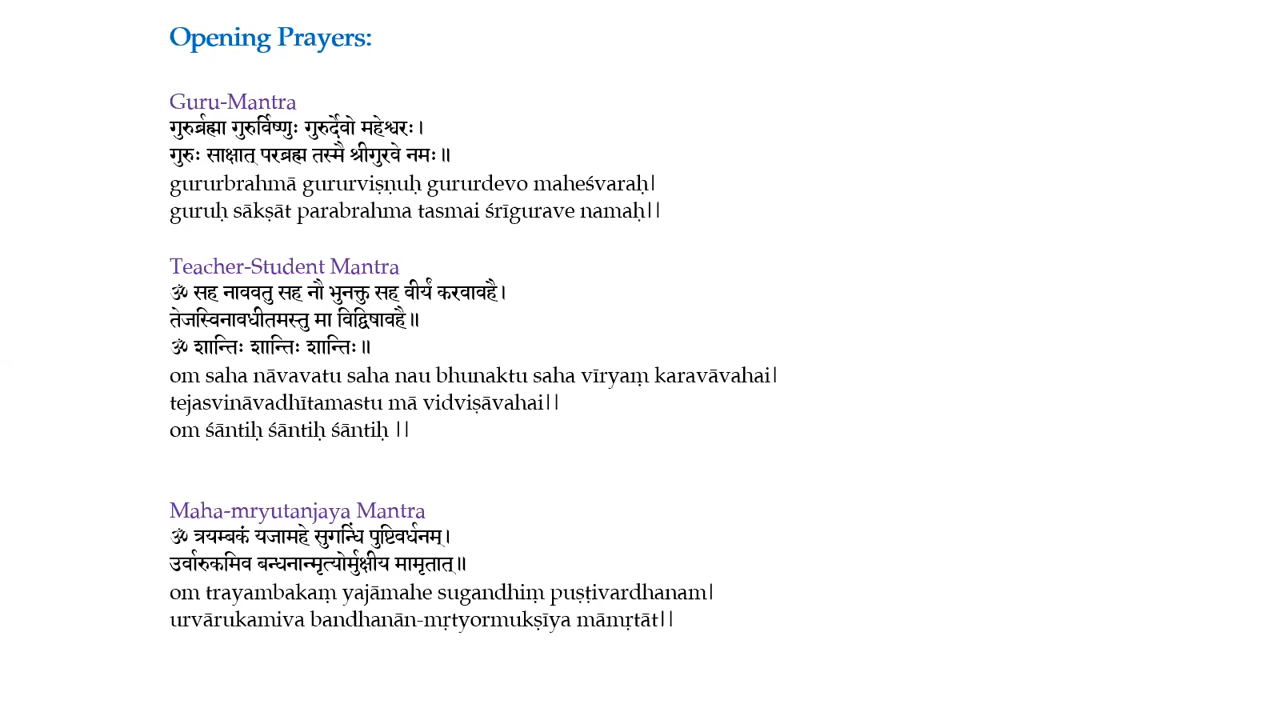 Opening Prayers:
Guru-Mantra
गुरुर्ब्रह्मा गुरुर्विष्णुः गुरुर्देवो महेश्वरः।
गुरुः साक्षात् परब्रह्म तस्मै श्रीगुरवे नमः॥
gururbrahmā gururviṣṇuḥ gururdevo maheśvaraḥ|
guruḥ sākṣāt parabrahma tasmai śrīgurave namaḥ||
Teacher-Student Mantra
ॐ सह नाववतु सह नौ भुनक्तु सह वीर्यं करवावहै।
तेजस्विनावधीतमस्तु मा विद्विषावहै॥
ॐ शान्तिः शान्तिः शान्तिः॥
om saha nāvavatu saha nau bhunaktu saha vīryaṃ karavāvahai|
tejasvināvadhītamastu mā vidviṣāvahai||
om śāntiḥ śāntiḥ śāntiḥ ||
Maha-mryutanjaya Mantra
ॐ त्रयम्बकं यजामहे सुगन्धिं पुष्टिवर्धनम्।
उर्वारुकमिव बन्धनान्मृत्योर्मुक्षीय मामृतात्॥
om trayambakaṃ yajāmahe sugandhiṃ puṣṭivardhanam|
urvārukamiva bandhanān-mṛtyormukṣīya māmṛtāt||